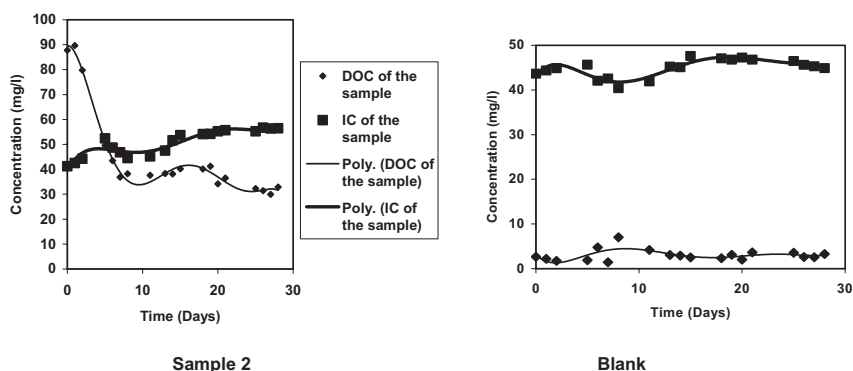 100
90
80
70
60
50
40
30
20
10
0
Concentration (mg/l)
0
10
20
30
Time (Days)
DOC of the
sample
IC of the
sample
Poly. (DOC of
the sample)
Poly. (IC of
the sample)
Sample 2
50
40
30
20
10
0
Concentration (mg/l)
0
10
20
30
Time (Days)
Blank